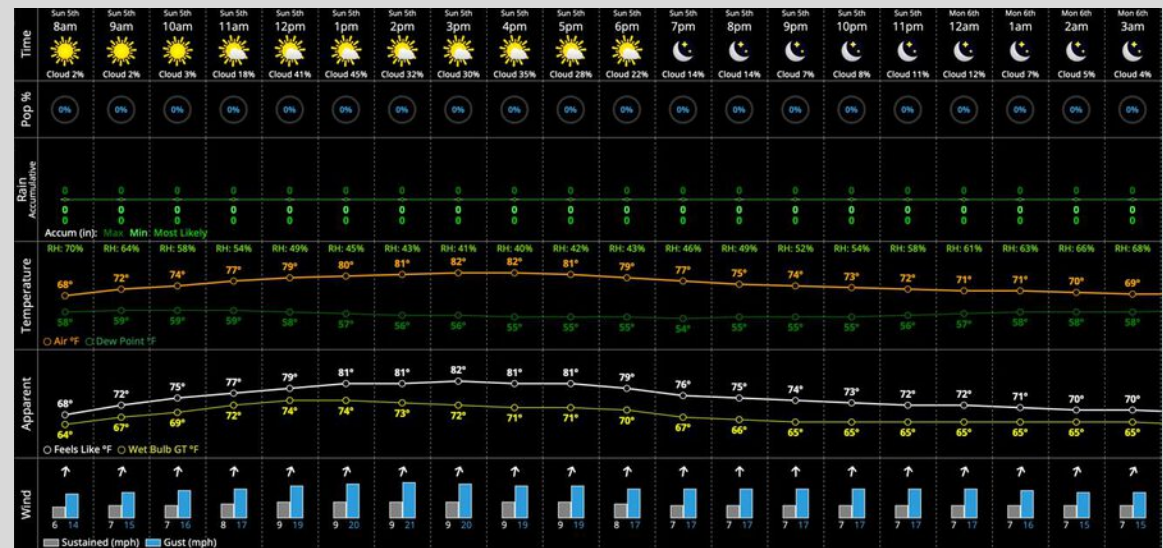 Sun 5th Sun 5th Sun 5th Sun 5th Sun 5th Sun 5th Sun 5th Sun 5th Sun 5th Sun 5th Sun 5th Sun 5th Sun 5th Sun 5th Sun 5th Sun 5th Mon 6th Mon 6th Mon 6th Mon 6th
8am 9am 10am 11am 12pm 1pm 2pm 3pm 4pm 5pm 6pm 7pm 8pm 9pm 10pm 11pm 12am 1am 2am 3am
Time
Cloud 2% Cloud 2% Cloud 3% Cloud 18% Cloud 41% Cloud 45% Cloud 32% Cloud 30% Cloud 35% Cloud 28% Cloud 22% Cloud 14% Cloud 14% Cloud 7% Cloud 8% Cloud 11% Cloud 12% Cloud 7% Cloud 5% Cloud 4%
Pop %
0% 0% 0% 0% 0% 0% 0% 0% 0% 0% 0% 0% 0% 0% 0% 0% 0% 0% 0% 0%
Rain
Accumulative
0 0 0 0 0 0 0 0 0 0 0 0 0 0 0 0 0 0 0 0
0 0 0 0 0 0 0 0 0 0 0 0 0 0 0 0 0 0 0 0
0 0 0 0 0 0 0 0 0 0 0 0 0 0 0 0 0 0 0 0
Accum (in): Max Min Most Likely
Temperature
RH: 70% RH: 64% RH: 58% RH: 54% RH: 49% RH: 45% RH: 43% RH: 41% RH: 40% RH: 42% RH: 43% RH: 46% RH: 49% RH: 52% RH: 54% RH: 58% RH: 61% RH: 63% RH: 66% RH: 68%
68° 72° 74° 77° 79° 80° 81° 82° 82° 81° 79° 77° 75° 74° 73° 72° 71° 71° 70° 69°
58° 59° 59° 59° 58° 57° 56° 56° 55° 55° 55° 54° 55° 55° 55° 56° 57° 58° 58° 58°
Air °F Dew Point °F
Apparent
68° 72° 75° 77° 79° 81° 81° 82° 81° 81° 79° 76° 75° 74° 73° 72° 72° 71° 70° 70°
64° 67° 69° 72° 74° 74° 73° 72° 71° 71° 70° 67° 66° 65° 65° 65° 65° 65° 65° 65°
Feels Like °F Wet Bulb GT °F
Wind
6 14 7 15 7 16 8 17 9 19 9 20 9 21 9 20 9 19 9 19 8 17 7 17 7 17 7 17 7 17 7 17 7 17 7 16 7 15 7 15
Sustained (mph) Gust (mph)